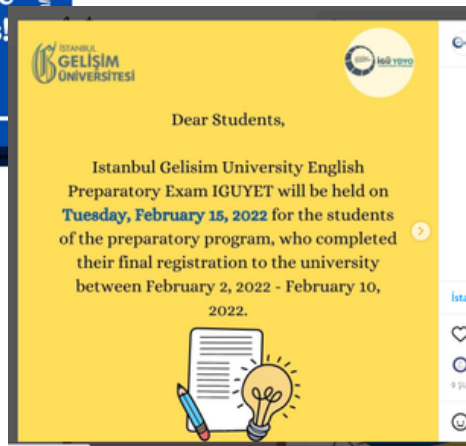 İSTANBUL
GELİŞİM
ÜNİVERSİTESİ
İGÜ YOYO
Dear Students,
Istanbul Gelisim University English
Preparatory Exam IGUYET will be held on
Tuesday, February 15, 2022 for the students
of the preparatory program, who completed
their final registration to the university
between February 2, 2022 - February 10,
2022.